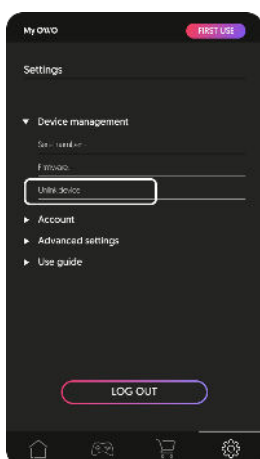 My OWO
FIRST USE
Settings
Device management
Serial number
Firmware
Unlink device
Account
Advanced settings
Use guide
LOG OUT